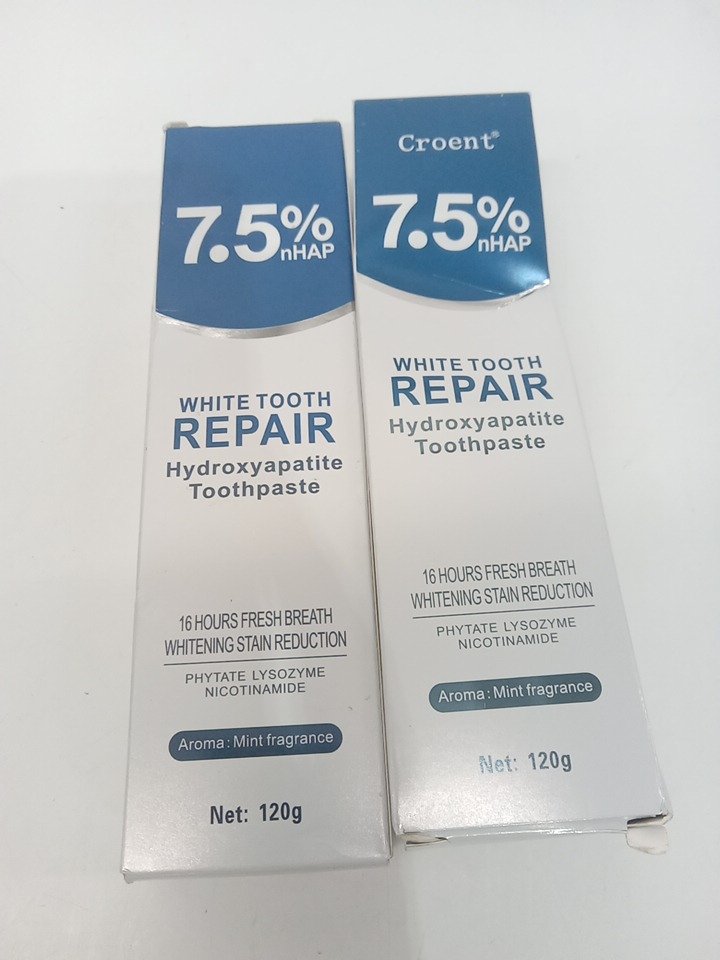 7.5%
nHAP
WHITE TOOTH
REPAIR
Hydroxyapatite
Toothpaste
16 HOURS FRESH BREATH
WHITENING STAIN REDUCTION
PHYTATE LYSOZYME
NICOTINAMIDE
Aroma : Mint fragrance
Net: 120g
Croent®
7.5%
nHAP
WHITE TOOTH
REPAIR
Hydroxyapatite
Toothpaste
16 HOURS FRESH BREATH
WHITENING STAIN REDUCTION
PHYTATE LYSOZYME
NICOTINAMIDE
Aroma : Mint fragrance
Net: 120g